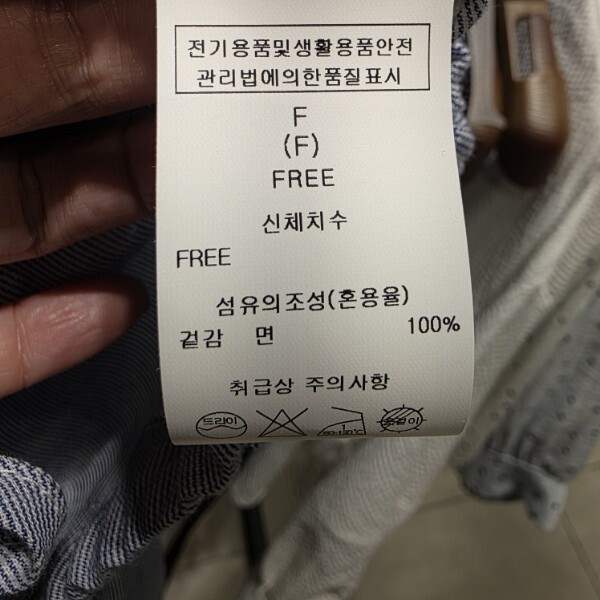 전기용품및생활용품안전
관리법에의한품질표시
F
(F)
FREE
신체치수
FREE
섬유의조성(혼용율)
겉감 면 100%
취급상 주의사항
드라이